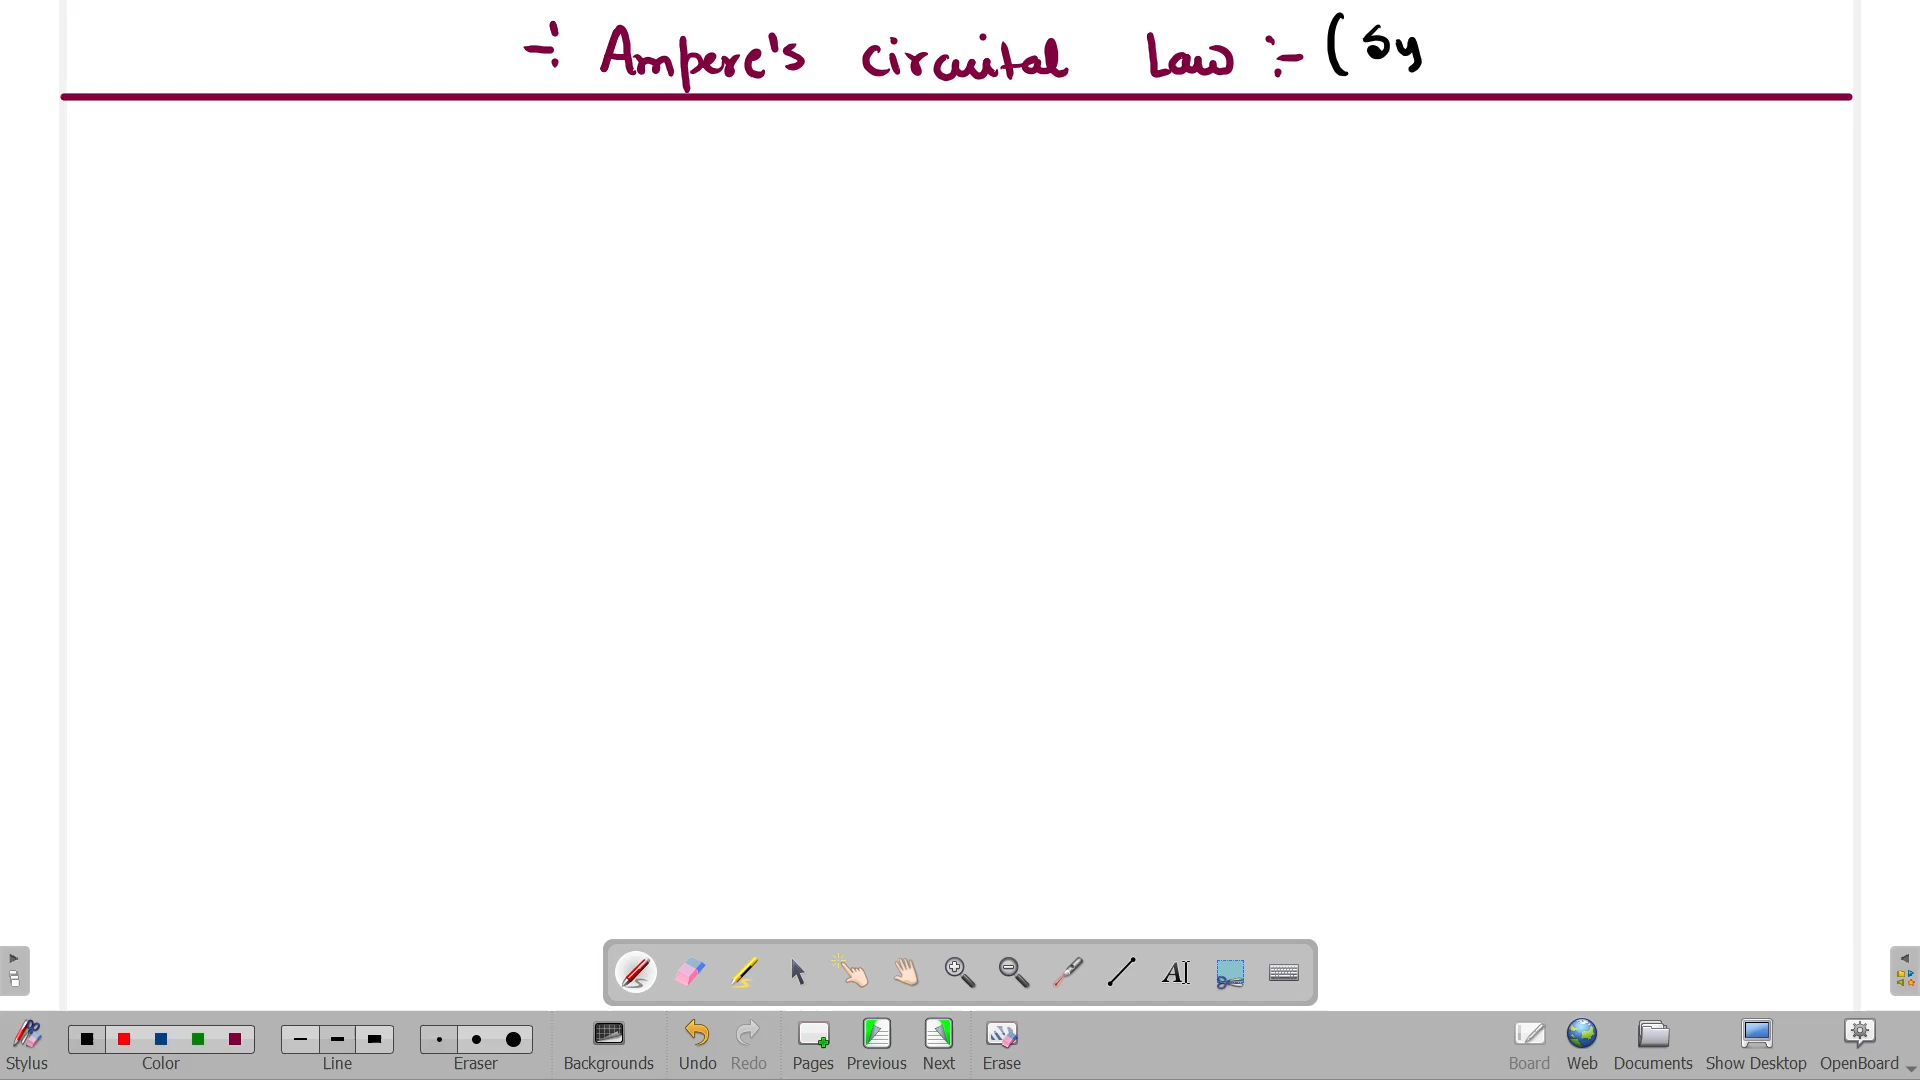 -: Ampere's circuital Law :- (Sy
Stylus Color Line Eraser Backgrounds Undo Redo Pages Previous Next Erase Board Web Documents Show Desktop OpenBoard